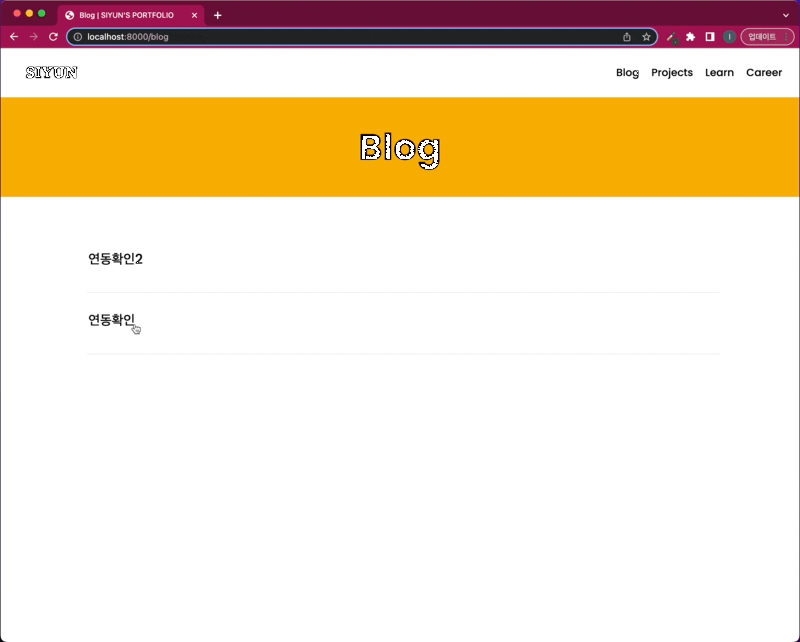 Blog | SIYUN'S PORTFOLIO
localhost:8000/blog
I
업데이트
SIYUN
Blog Projects Learn Career
Blog
연동확인2
연동확인